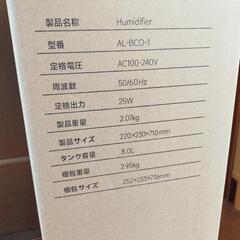 製品名称 Humidifier
型番 AL-BCO-1
定格電圧 AC100-240V
周波数 50/60Hz
定格出力 25W
製品重量 2.07kg
製品サイズ 220×230×710mm
タンク容量 8.0L
梱包重量 2.95kg
梱包サイズ 252×233×736mm